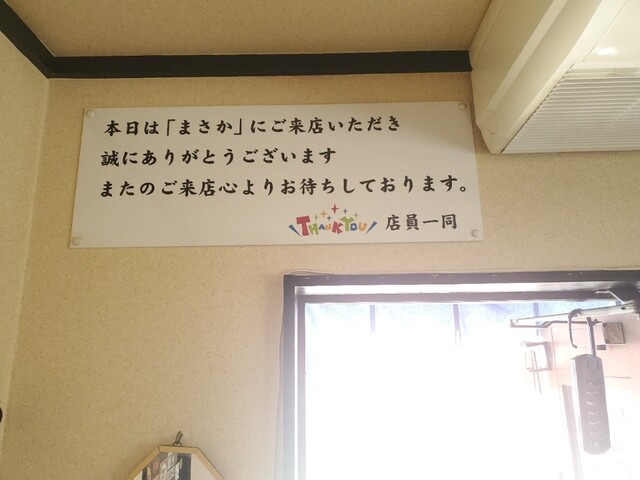 本日は「まさか」にご来店いただき
誠にありがとうございます
またのご来店心よりお待ちしております。
THANK YOU! 店員一同